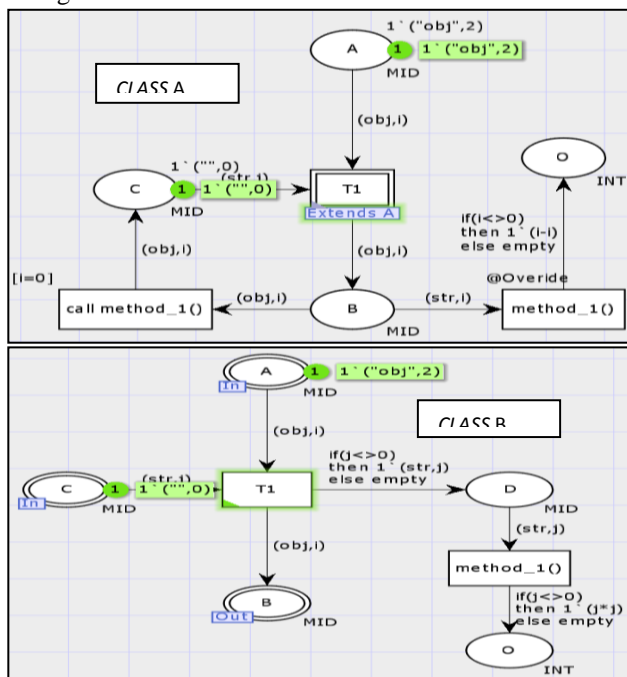 1`("obj",2)
A
1
1`("obj",2)
MID
CLASS A
(obj,i)
O
INT
1`("",0)
C
1
1`("",0)
(str,j)
MID
T1
Extends A
if(i<>0)
then 1`(i-i)
else empty
(obj,i)
(obj,i)
[i=0]
@Overide
call method_1()
(obj,i)
B
(str,i)
method_1()
MID
A
In
1
1`("obj",2)
MID
CLASS B
(obj,i)
if(j<>0)
then 1`(str,j)
else empty
C
In
1
(str,j)
1`("",0)
MID
T1
D
MID
(obj,i)
(str,j)
method_1()
B
Out
MID
if(j<>0)
then 1`(j*j)
else empty
O
INT